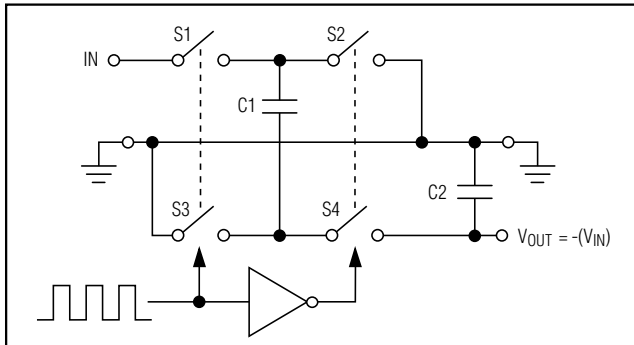 S1
S2
IN
C1
C2
S3
S4
VOUT = -(VIN)